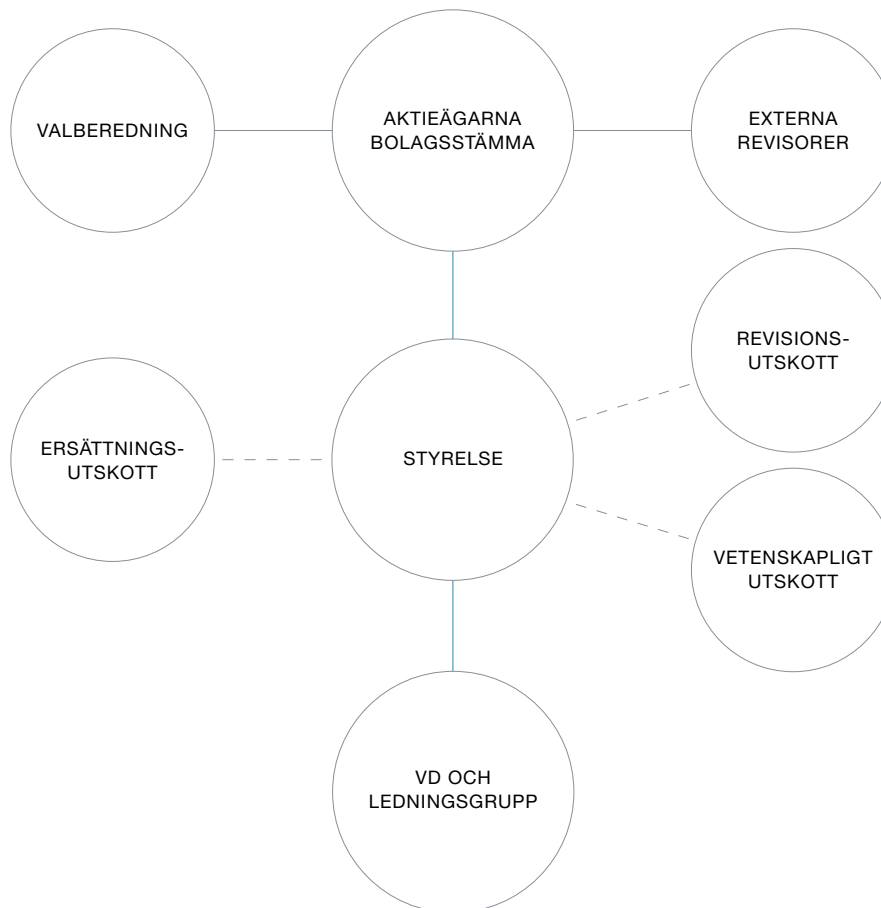 VALBEREDNING
AKTIEÄGARNA
BOLAGSSTÄMMA
EXTERNA
REVISORER
REVISIONS-
UTSKOTT
ERSÄTTNINGS-
UTSKOTT
STYRELSE
VETENSKAPLIGT
UTSKOTT
VD OCH
LEDNINGSGRUPP